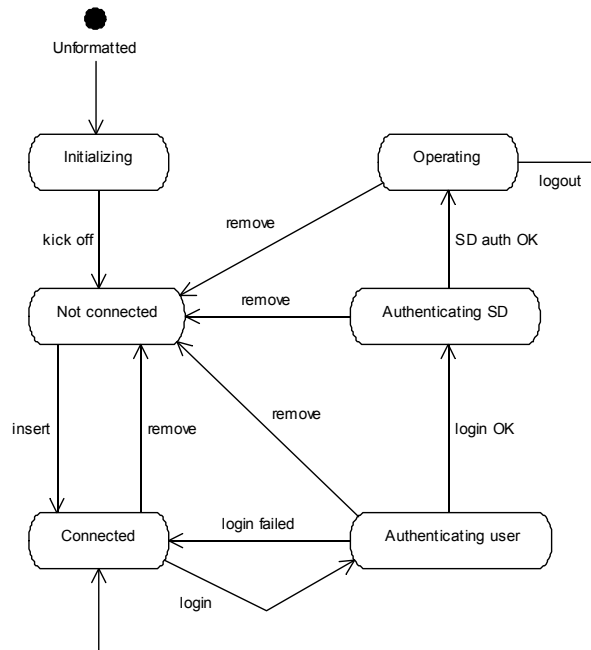 Unformatted
Initializing
Operating
logout
kick off
remove
SD auth OK
Not connected
remove
Authenticating SD
insert
remove
remove
login OK
Connected
login failed
Authenticating user
login